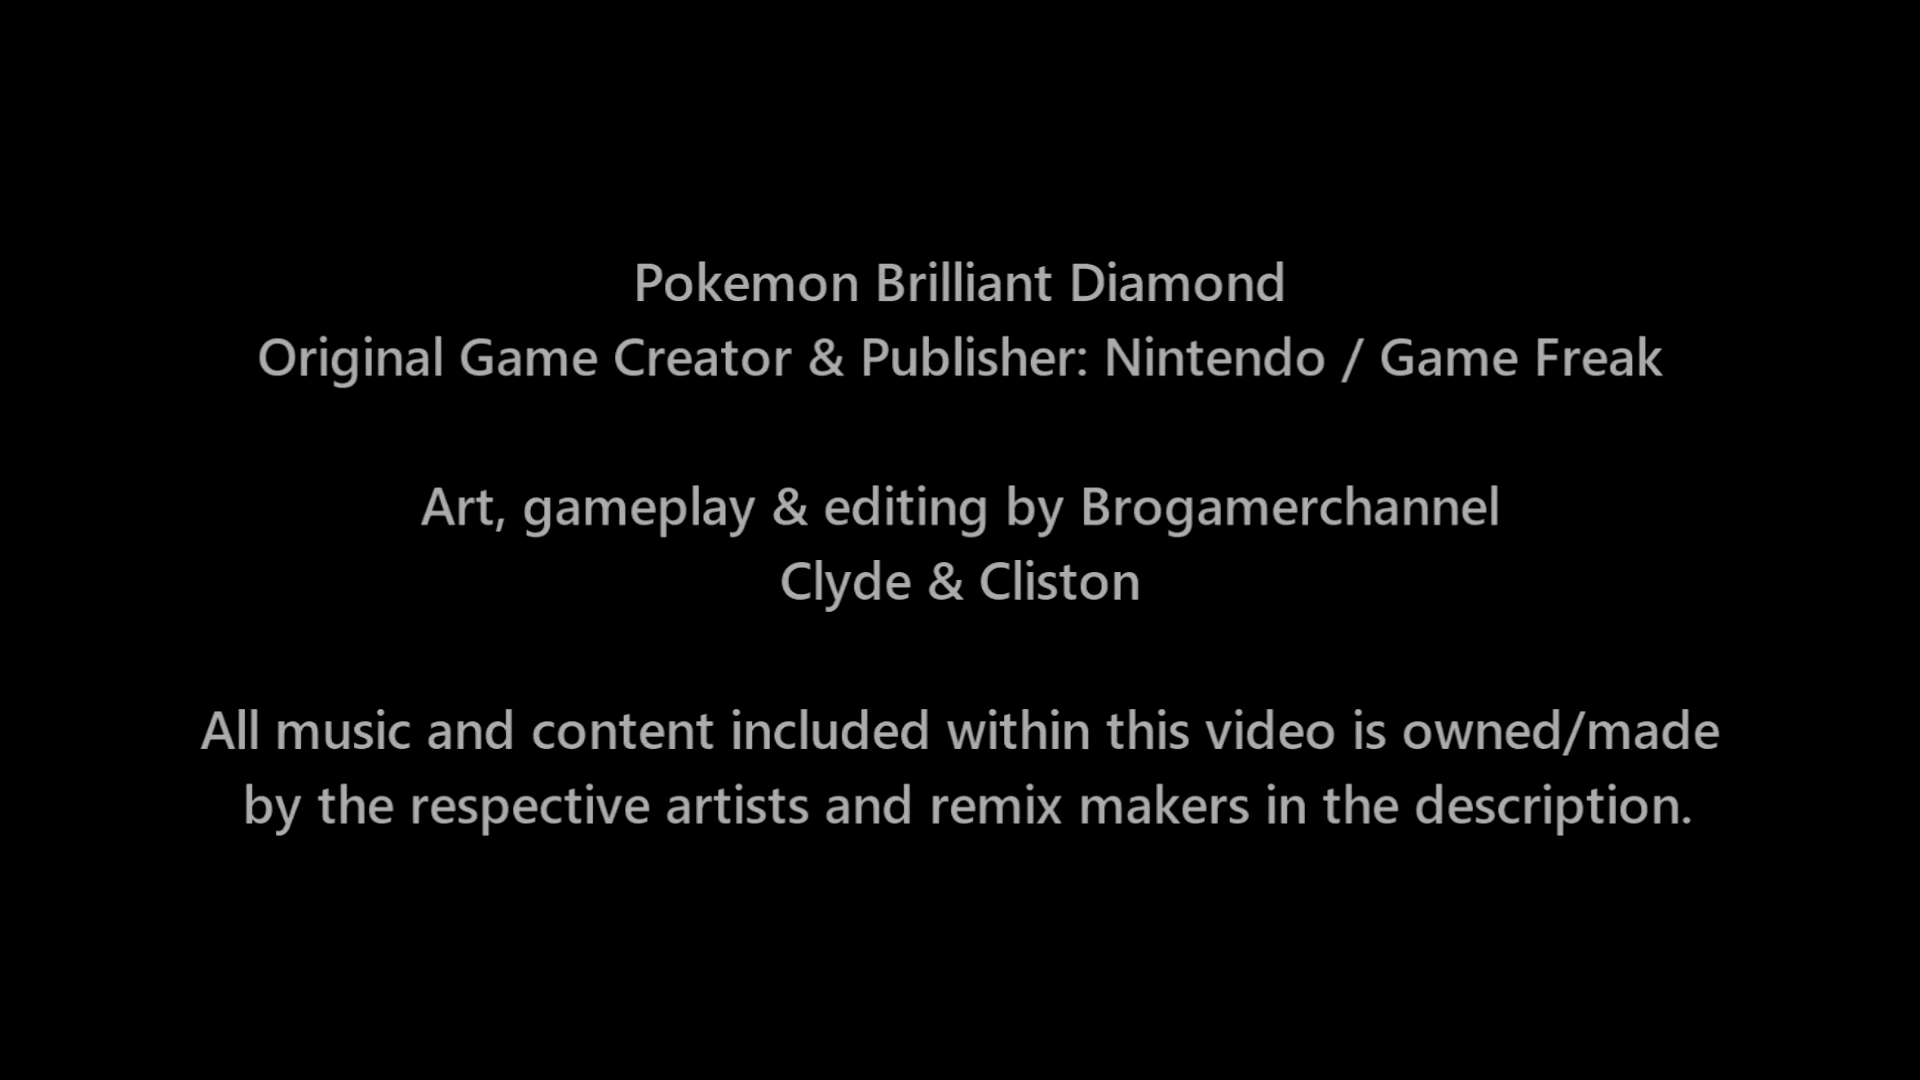 Pokemon Brilliant Diamond
Original Game Creator & Publisher: Nintendo / Game Freak
Art, gameplay & editing by Brogamerchannel
Clyde & Cliston
All music and content included within this video is owned/made
by the respective artists and remix makers in the description.